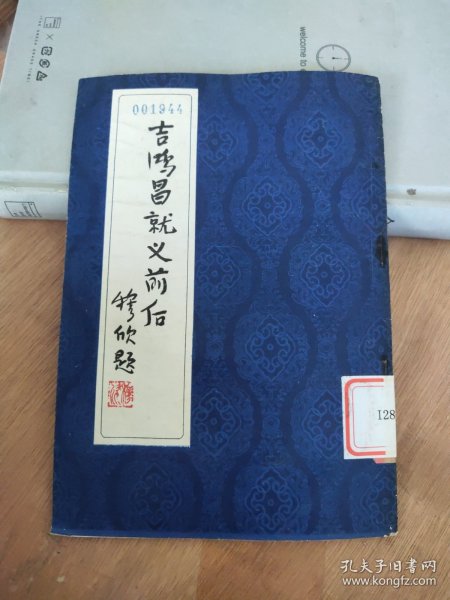 welcome to
001944
吉鸿昌就义前后
穆欣题
I28
孔夫子旧书网
www.kongfz.com